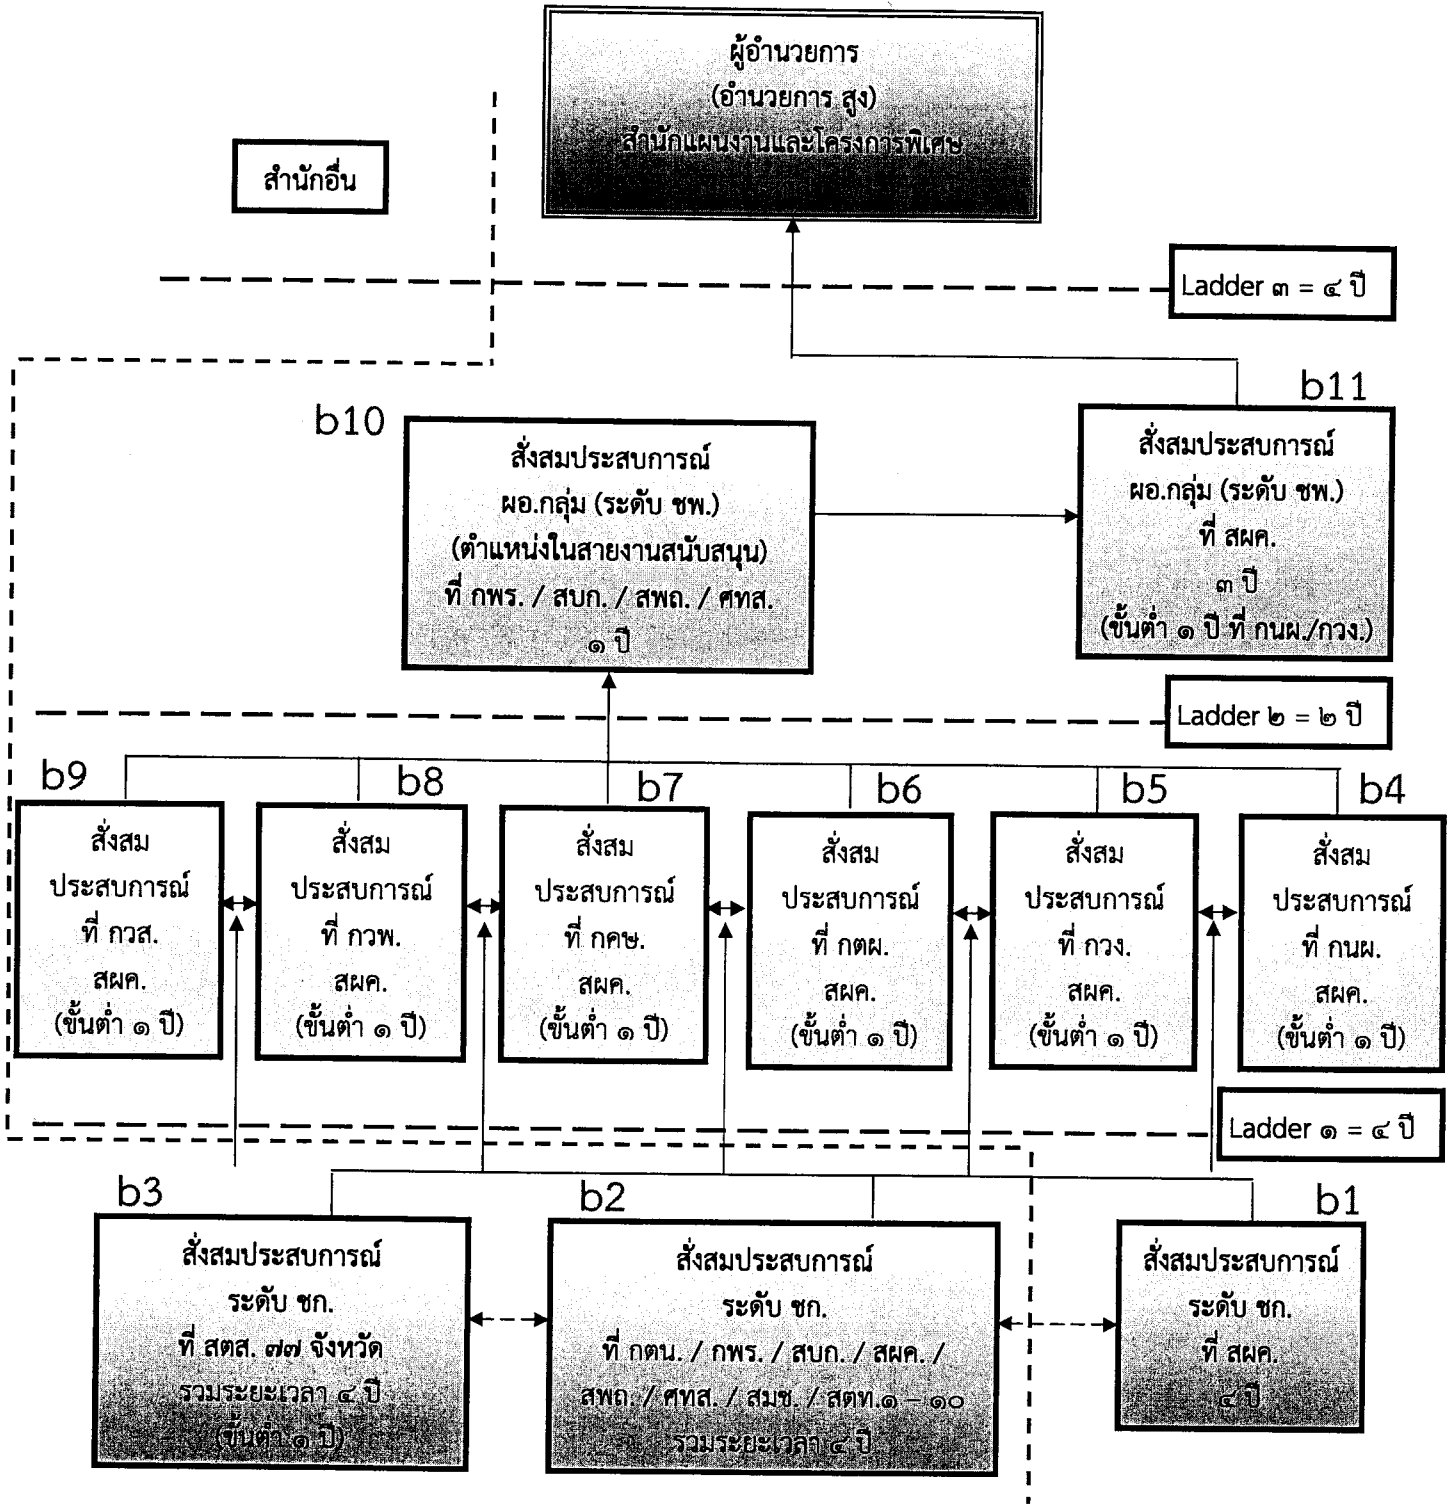 ผู้อำนวยการ
(อำนวยการ สูง)
สำนักแผนงานและโครงการพิเศษ
สำนักอื่น
Ladder ๓ = ๔ ปี
b11
สั่งสมประสบการณ์
ผอ.กลุ่ม (ระดับ ชพ.)
ที่ สผค.
๓ ปี
(ขั้นต่ำ ๑ ปี ที่ กนผ./กวง.)
b10
สั่งสมประสบการณ์
ผอ.กลุ่ม (ระดับ ชพ.)
(ตำแหน่งในสายงานสนับสนุน)
ที่ กพร. / สบก. / สพถ. / ศทส.
๑ ปี
Ladder ๒ = ๒ ปี
b9
สั่งสม
ประสบการณ์
ที่ กวส.
สผค.
(ขั้นต่ำ ๑ ปี)
b8
สั่งสม
ประสบการณ์
ที่ กวพ.
สผค.
(ขั้นต่ำ ๑ ปี)
b7
สั่งสม
ประสบการณ์
ที่ กคษ.
สผค.
(ขั้นต่ำ ๑ ปี)
b6
สั่งสม
ประสบการณ์
ที่ กตผ.
สผค.
(ขั้นต่ำ ๑ ปี)
b5
สั่งสม
ประสบการณ์
ที่ กวง.
สผค.
(ขั้นต่ำ ๑ ปี)
b4
สั่งสม
ประสบการณ์
ที่ กนผ.
สผค.
(ขั้นต่ำ ๑ ปี)
Ladder ๑ = ๔ ปี
b3
สั่งสมประสบการณ์
ระดับ ชก.
ที่ สตส. ๗๗ จังหวัด
รวมระยะเวลา ๔ ปี
(ขั้นต่ำ ๑ ปี)
b2
สั่งสมประสบการณ์
ระดับ ชก.
ที่ กตน. / กพร. / สบก. / สผค. /
สพถ. / ศทส. / สมช. / สตท.๑ – ๑๐
รวมระยะเวลา ๔ ปี
b1
สั่งสมประสบการณ์
ระดับ ชก.
ที่ สผค.
๔ ปี